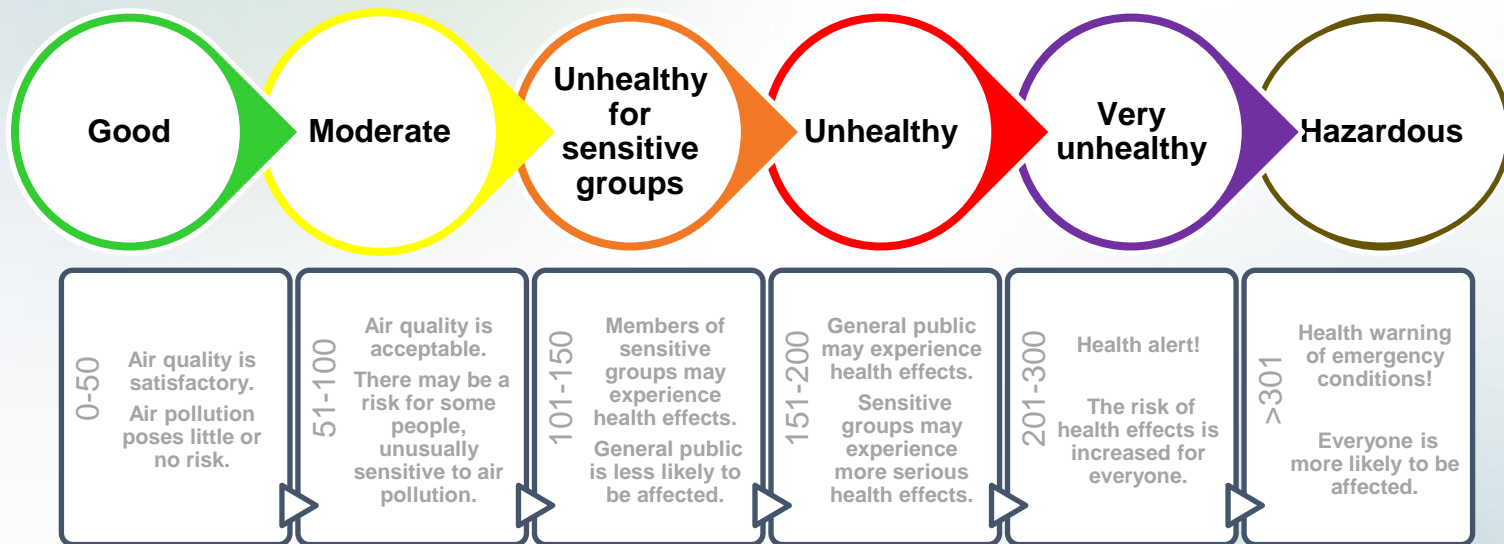 Good
Moderate
Unhealthy
for
sensitive
groups
Unhealthy
Very
unhealthy
Hazardous
0-50
Air quality is
satisfactory.
Air pollution
poses little or
no risk.
51-100
Air quality is
acceptable.
There may be a
risk for some
people,
unusually
sensitive to air
pollution.
101-150
Members of
sensitive
groups may
experience
health effects.
General public
is less likely to
be affected.
151-200
General public
may experience
health effects.
Sensitive
groups may
experience
more serious
health effects.
201-300
Health alert!
The risk of
health effects is
increased for
everyone.
>301
Health warning
of emergency
conditions!
Everyone is
more likely to be
affected.